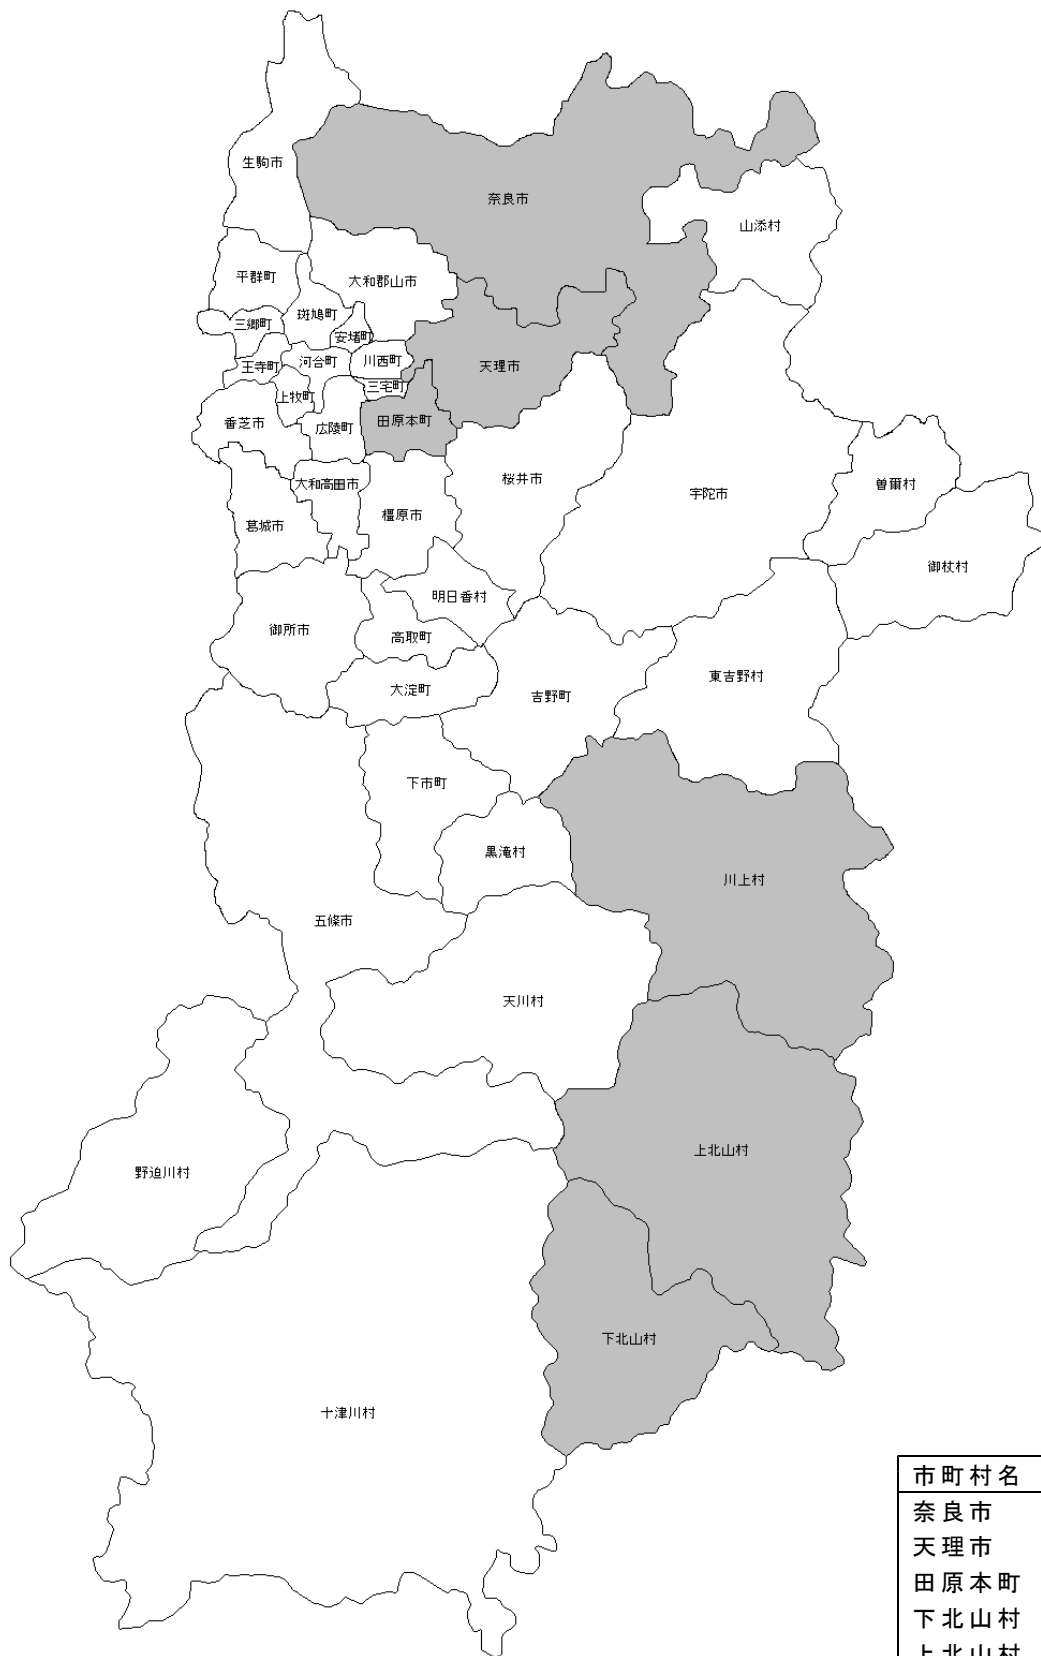 生駒市
奈良市
山添村
平群町
大和郡山市
斑鳩町
三郷町
安堵町
王寺町
河合町
川西町
天理市
三宅町
上牧町
香芝市
広陵町
田原本町
桜井市
大和高田市
宇陀市
曽爾村
葛城市
橿原市
御杖村
明日香村
御所市
高取町
東吉野村
大淀町
吉野町
下市町
黒滝村
川上村
五條市
天川村
上北山村
野迫川村
下北山村
十津川村
市町村名
奈良市
天理市
田原本町
下北山村
上北山村